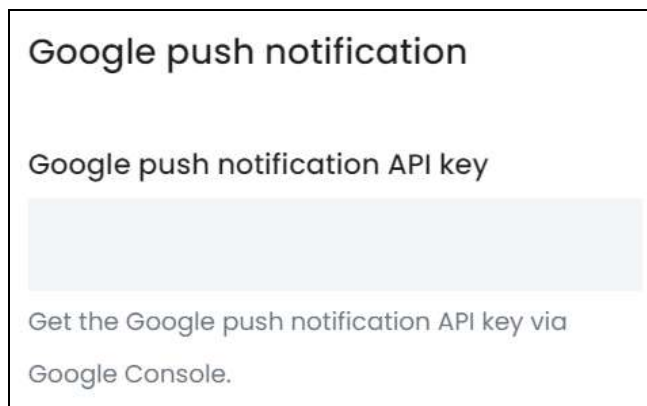 Google push notification
Google push notification API key
Get the Google push notification API key via
Google Console.